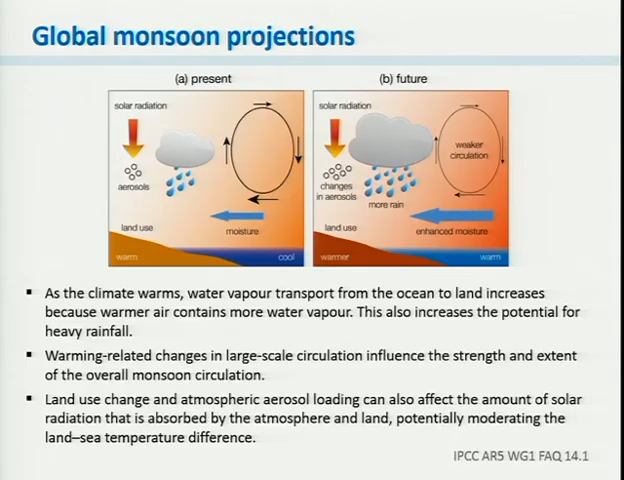 Global monsoon projections
(a) present
(b) future
solar radiation
aerosols
land use
moisture
warm
cool
solar radiation
weaker
circulation
changes
in aerosols
more rain
land use
enhanced moisture
warmer
warm
▪ As the climate warms, water vapour transport from the ocean to land increases
because warmer air contains more water vapour. This also increases the potential for
heavy rainfall.
▪ Warming-related changes in large-scale circulation influence the strength and extent
of the overall monsoon circulation.
▪ Land use change and atmospheric aerosol loading can also affect the amount of solar
radiation that is absorbed by the atmosphere and land, potentially moderating the
land–sea temperature difference.
IPCC AR5 WG1 FAQ 14.1